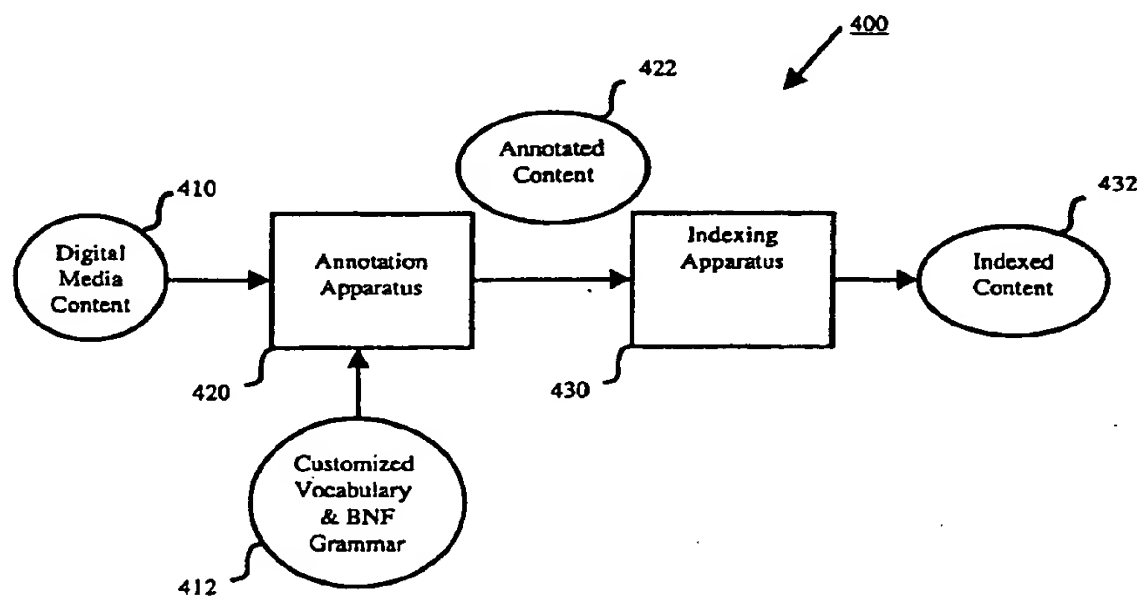 400
422
Annotated
Content
410
432
Digital
Media
Content
Annotation
Apparatus
Indexing
Apparatus
Indexed
Content
420
430
Customized
Vocabulary
& BNF
Grammar
412